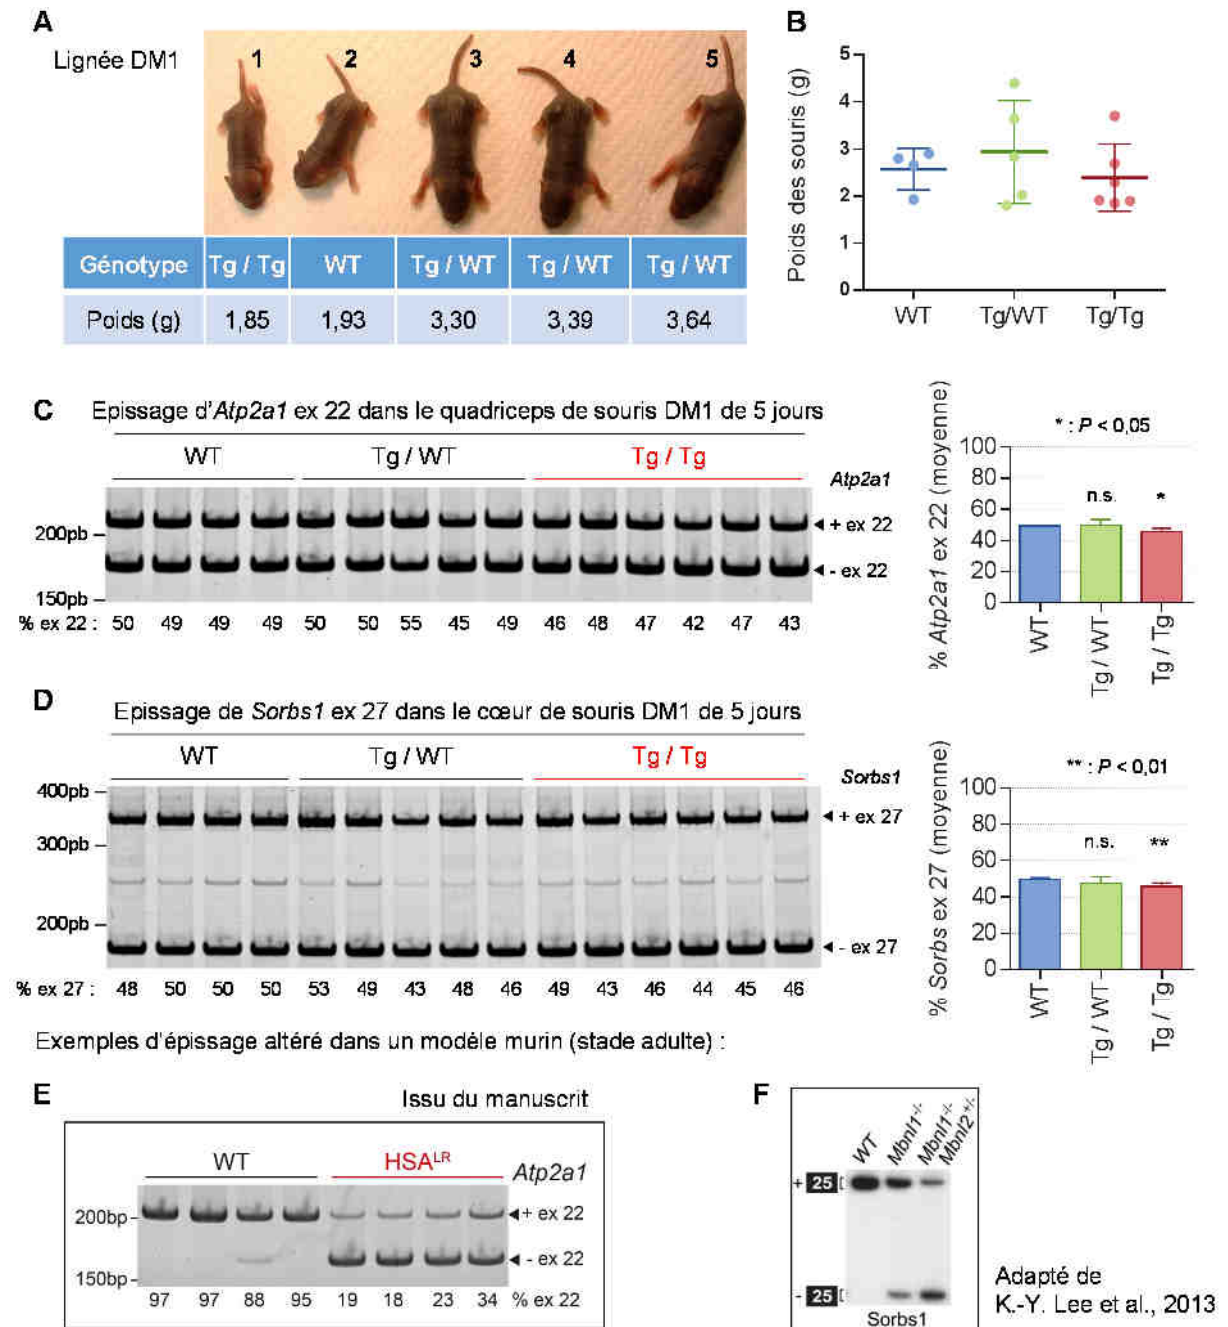 A
Lignée DM1
1 2 3 4 5
Génotype Tg / Tg WT Tg / WT Tg / WT Tg / WT
Poids (g) 1,85 1,93 3,30 3,39 3,64
B
Poids des souris (g)
5
4
3
2
1
0
WT Tg/WT Tg/Tg
C Epissage d'Atp2a1 ex 22 dans le quadriceps de souris DM1 de 5 jours
WT Tg / WT Tg / Tg
Atp2a1
200pb
150pb
+ ex 22
- ex 22
% ex 22 : 50 49 49 49 50 50 55 45 49 46 48 47 42 47 43
* : P < 0,05
% Atp2a1 ex 22 (moyenne)
100
80
60
40
20
0
n.s. *
WT Tg / WT Tg / Tg
D
Epissage de Sorbs1 ex 27 dans le cœur de souris DM1 de 5 jours
WT Tg / WT Tg / Tg
Sorbs1
400pb
300pb
200pb
+ ex 27
- ex 27
% ex 27 : 48 50 50 50 53 49 43 48 46 49 43 46 44 45 46
** : P < 0,01
% Sorbs ex 27 (moyenne)
100
80
60
40
20
0
n.s. **
WT Tg / WT Tg / Tg
Exemples d'épissage altéré dans un modèle murin (stade adulte) :
E
Issu du manuscrit
WT HSALR
Atp2a1
200bp
150bp
+ ex 22
- ex 22
97 97 88 95 19 18 23 34 % ex 22
F
WT Mbnl1-/- Mbnl1-/-
Mbnl2+/-
+ 25
- 25
Sorbs1
Adapté de
K.-Y. Lee et al., 2013